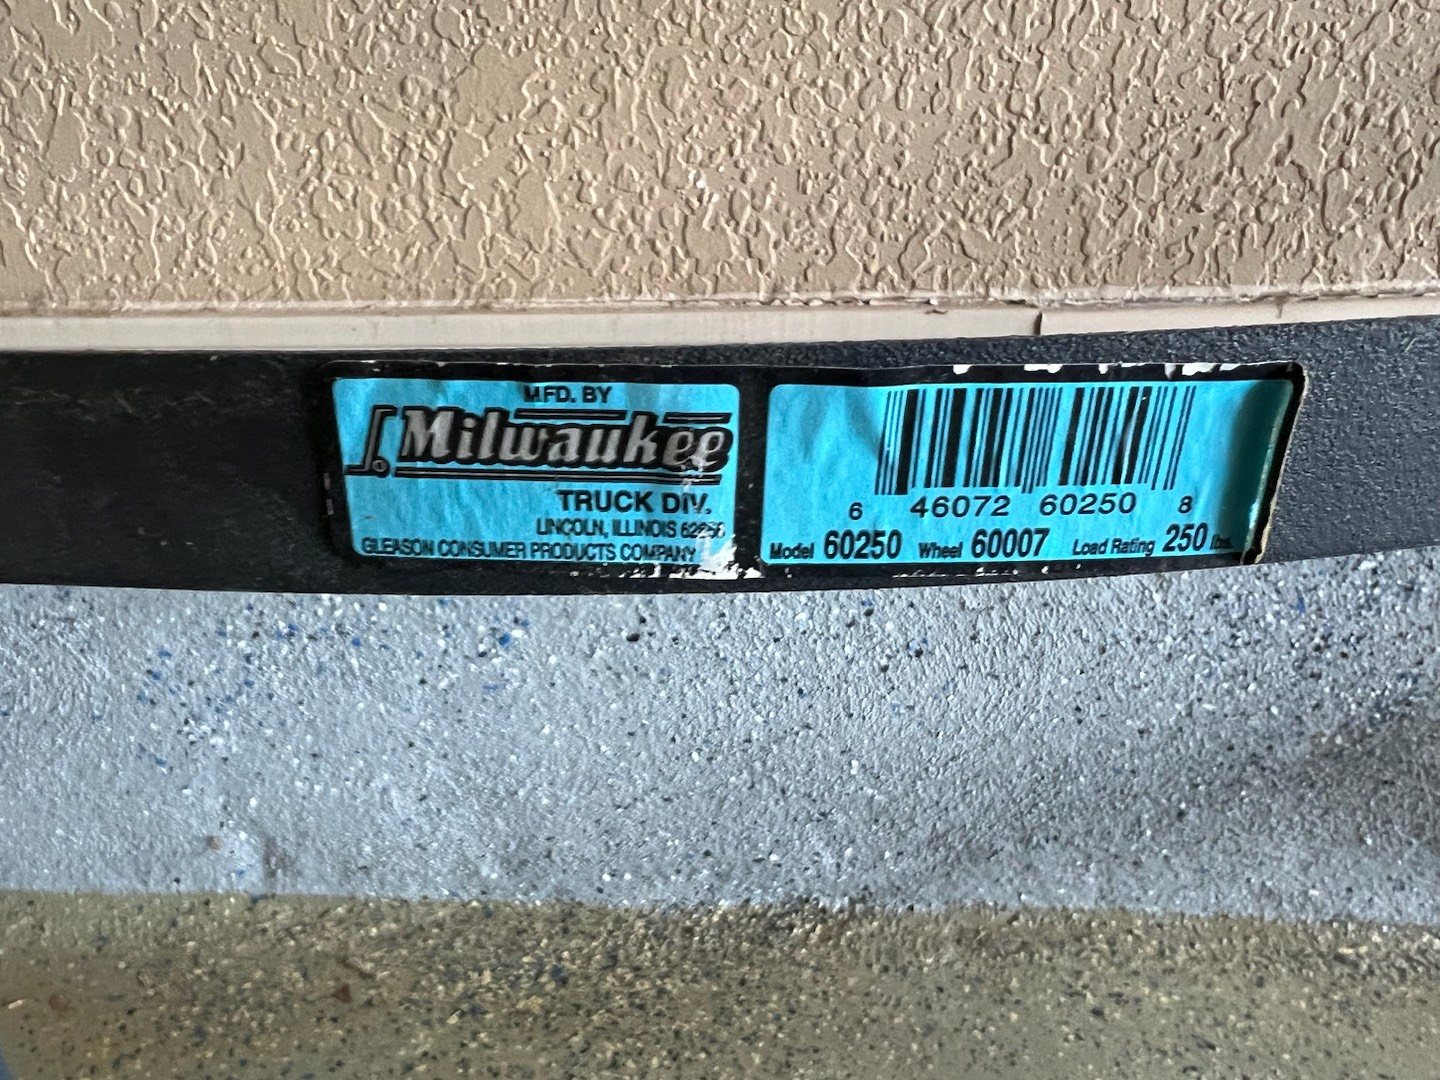 MFD. BY
Milwaukee
TRUCK DIV.
LINCOLN, ILLINOIS 62656
GLEASON CONSUMER PRODUCTS COMPANY
6 46072 60250 8
Model 60250 Wheel 60007 Load Rating 250 lbs.